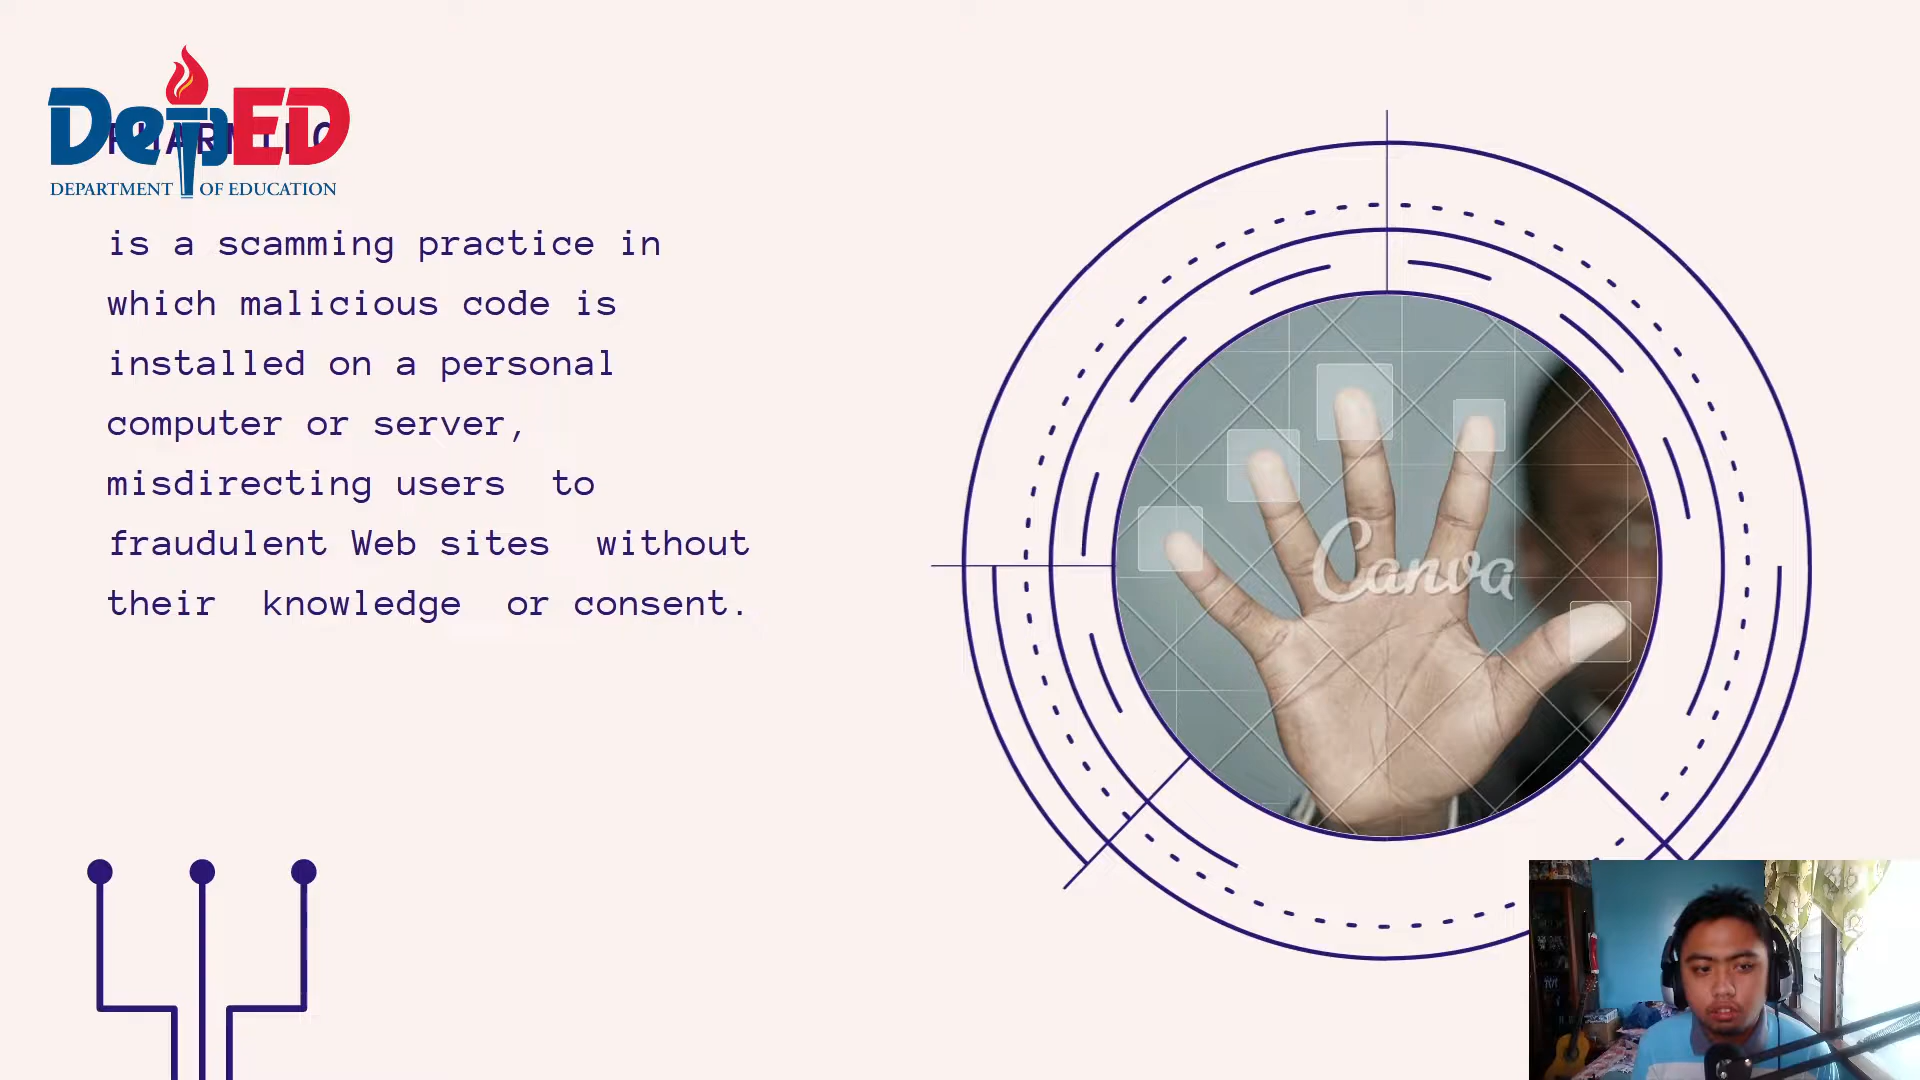 DepED
PHARMING
DEPARTMENT OF EDUCATION
is a scamming practice in
which malicious code is
installed on a personal
computer or server,
misdirecting users to
fraudulent Web sites without
their knowledge or consent.
Canva